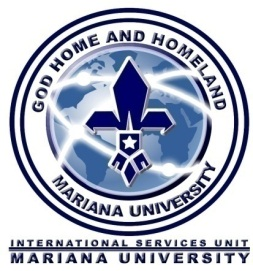 GOD HOME AND HOMELAND
MARIANA UNIVERSITY
INTERNATIONAL SERVICES UNIT
MARIANA UNIVERSITY